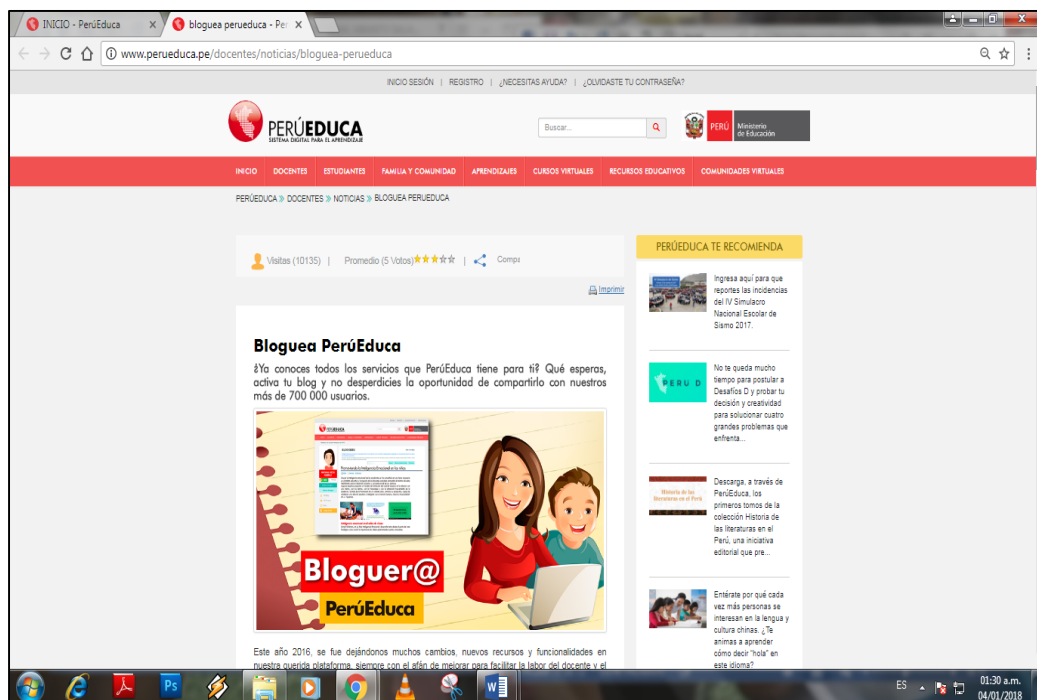 INICIO - PerúEduca
bloguea perueduca - Per
www.perueduca.pe/docentes/noticias/bloguea-perueduca
INICIO SESIÓN | REGISTRO | ¿NECESITAS AYUDA? | ¿OLVIDASTE TU CONTRASEÑA?
PERÚEDUCA
SISTEMA DIGITAL PARA EL APRENDIZAJE
Buscar...
PERÚ
Ministerio
de Educación
INICIO DOCENTES ESTUDIANTES FAMILIA Y COMUNIDAD APRENDIZAJES CURSOS VIRTUALES RECURSOS EDUCATIVOS COMUNIDADES VIRTUALES
PERÚEDUCA » DOCENTES » NOTICIAS » BLOGUEA PERUEDUCA
Visitas (10135) | Promedio (5 Votos) | Comps
Imprimir
Bloguea PerúEduca
¿Ya conoces todos los servicios que PerúEduca tiene para ti? Qué esperas,
activa tu blog y no desperdicies la oportunidad de compartirlo con nuestros
más de 700 000 usuarios.
Bloguer@
PerúEduca
Este año 2016, se fue dejándonos muchos cambios, nuevos recursos y funcionalidades en
nuestra querida plataforma, siempre con el afán de mejorar para facilitar la labor del docente y el
PERÚEDUCA TE RECOMIENDA
Ingresa aquí para que
reportes las incidencias
del IV Simulacro
Nacional Escolar de
Sismo 2017.
PERU D
No te queda mucho
tiempo para postular a
Desafíos D y probar tu
decisión y creatividad
para solucionar cuatro
grandes problemas que
enfrenta...
Historia de las
literaturas en el Perú
Descarga, a través de
PerúEduca, los
primeros tomos de la
colección Historia de
las literaturas en el
Perú, una iniciativa
editorial que pre...
Entérate por qué cada
vez más personas se
interesan en la lengua y
cultura chinas. ¿Te
animas a aprender
cómo decir "hola" en
este idioma?
Ps
ES
01:30 a.m.
04/01/2018